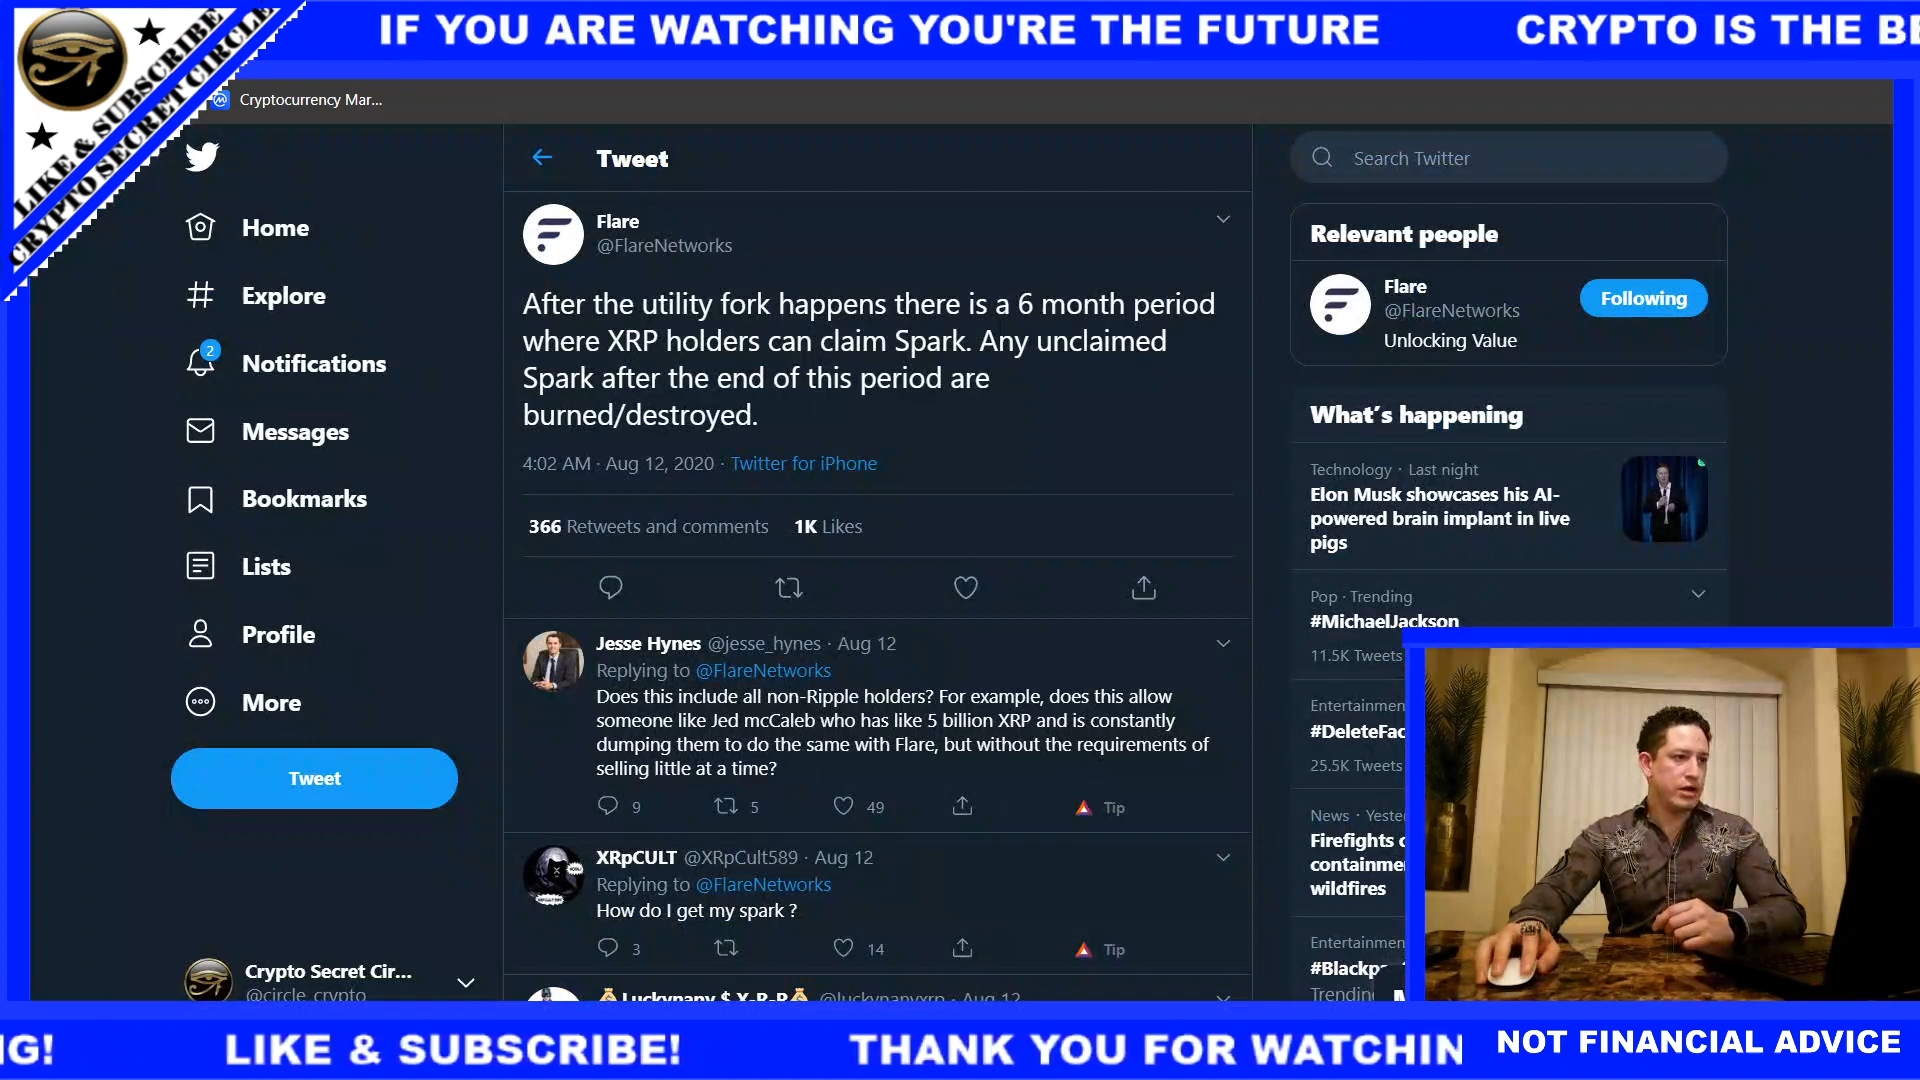 IF YOU ARE WATCHING YOU'RE THE FUTURE
CRYPTO IS THE BE
LIKE & SUBSCRIBE
CRYPTO SECRET CIRCLE
Cryptocurrency Mar...
Home
Explore
2
Notifications
Messages
Bookmarks
Lists
Profile
More
Tweet
Crypto Secret Cir...
@circle_crypto
Tweet
Flare
@FlareNetworks
After the utility fork happens there is a 6 month period
where XRP holders can claim Spark. Any unclaimed
Spark after the end of this period are
burned/destroyed.
4:02 AM · Aug 12, 2020 · Twitter for iPhone
366 Retweets and comments 1K Likes
Jesse Hynes @jesse_hynes · Aug 12
Replying to @FlareNetworks
Does this include all non-Ripple holders? For example, does this allow
someone like Jed mcCaleb who has like 5 billion XRP and is constantly
dumping them to do the same with Flare, but without the requirements of
selling little at a time?
9 5 49 Tip
XRpCULT @XRpCult589 · Aug 12
Replying to @FlareNetworks
How do I get my spark ?
3 14 Tip
Luckynany $ X-R-P @luckynanyxrp · Aug 12
Search Twitter
Relevant people
Flare
@FlareNetworks
Following
Unlocking Value
What's happening
Technology · Last night
Elon Musk showcases his AI-
powered brain implant in live
pigs
Pop · Trending
#MichaelJackson
11.5K Tweets
Entertainmen
#DeleteFac
25.5K Tweets
News · Yeste
Firefights c
containme
wildfires
Entertainmen
#Blackp
Trendin
M
NG!
LIKE & SUBSCRIBE!
THANK YOU FOR WATCHIN
NOT FINANCIAL ADVICE